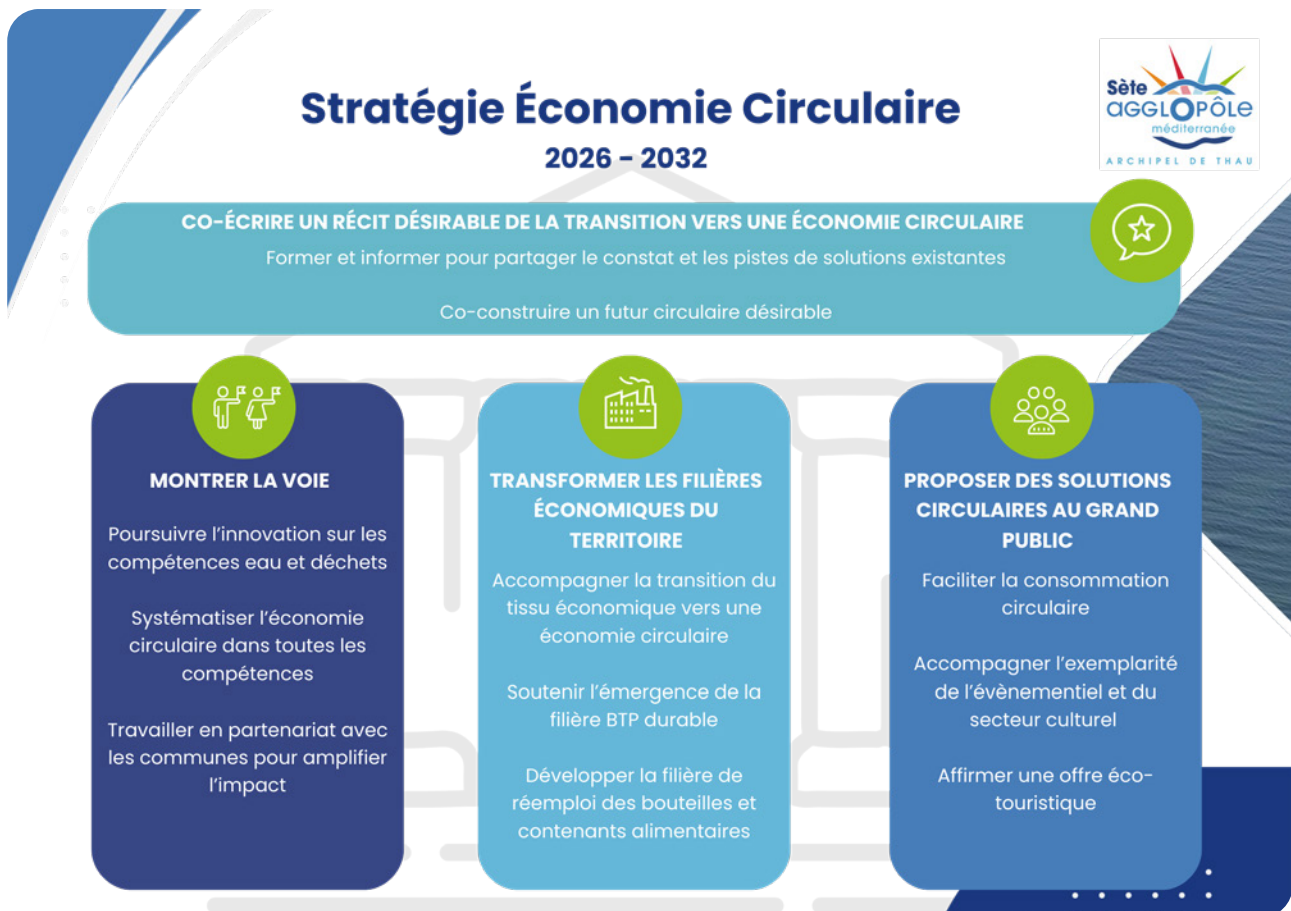 Stratégie Économie Circulaire
2026 - 2032
Sète
AGGLOPÔLE
méditerranée
ARCHIPEL DE THAU
CO-ÉCRIRE UN RÉCIT DÉSIRABLE DE LA TRANSITION VERS UNE ÉCONOMIE CIRCULAIRE
Former et informer pour partager le constat et les pistes de solutions existantes
Co-construire un futur circulaire désirable
MONTRER LA VOIE
Poursuivre l'innovation sur les
compétences eau et déchets
Systématiser l'économie
circulaire dans toutes les
compétences
Travailler en partenariat avec
les communes pour amplifier
l'impact
TRANSFORMER LES FILIÈRES
ÉCONOMIQUES DU
TERRITOIRE
Accompagner la transition du
tissu économique vers une
économie circulaire
Soutenir l'émergence de la
filière BTP durable
Développer la filière de
réemploi des bouteilles et
contenants alimentaires
PROPOSER DES SOLUTIONS
CIRCULAIRES AU GRAND
PUBLIC
Faciliter la consommation
circulaire
Accompagner l'exemplarité
de l'évènementiel et du
secteur culturel
Affirmer une offre éco-
touristique